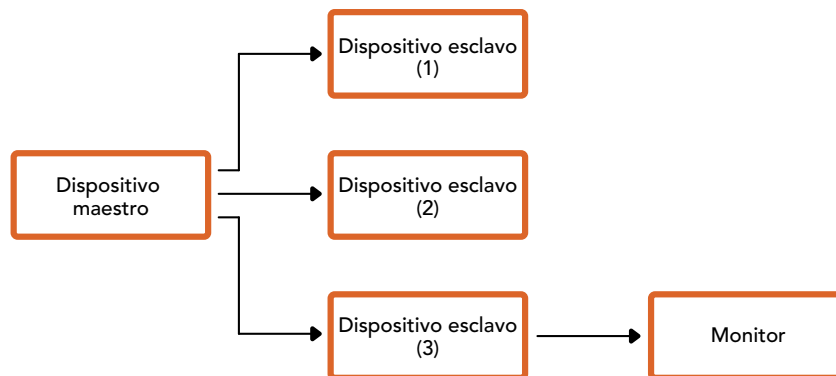 Dispositivo esclavo
(1)
Dispositivo
maestro
Dispositivo esclavo
(2)
Dispositivo esclavo
(3)
Monitor